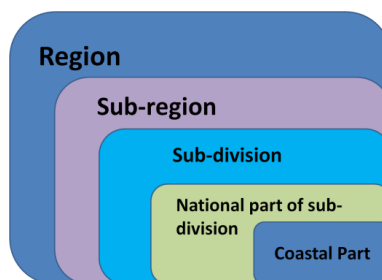 Region
Sub-region
Sub-division
National part of sub-
division
Coastal Part